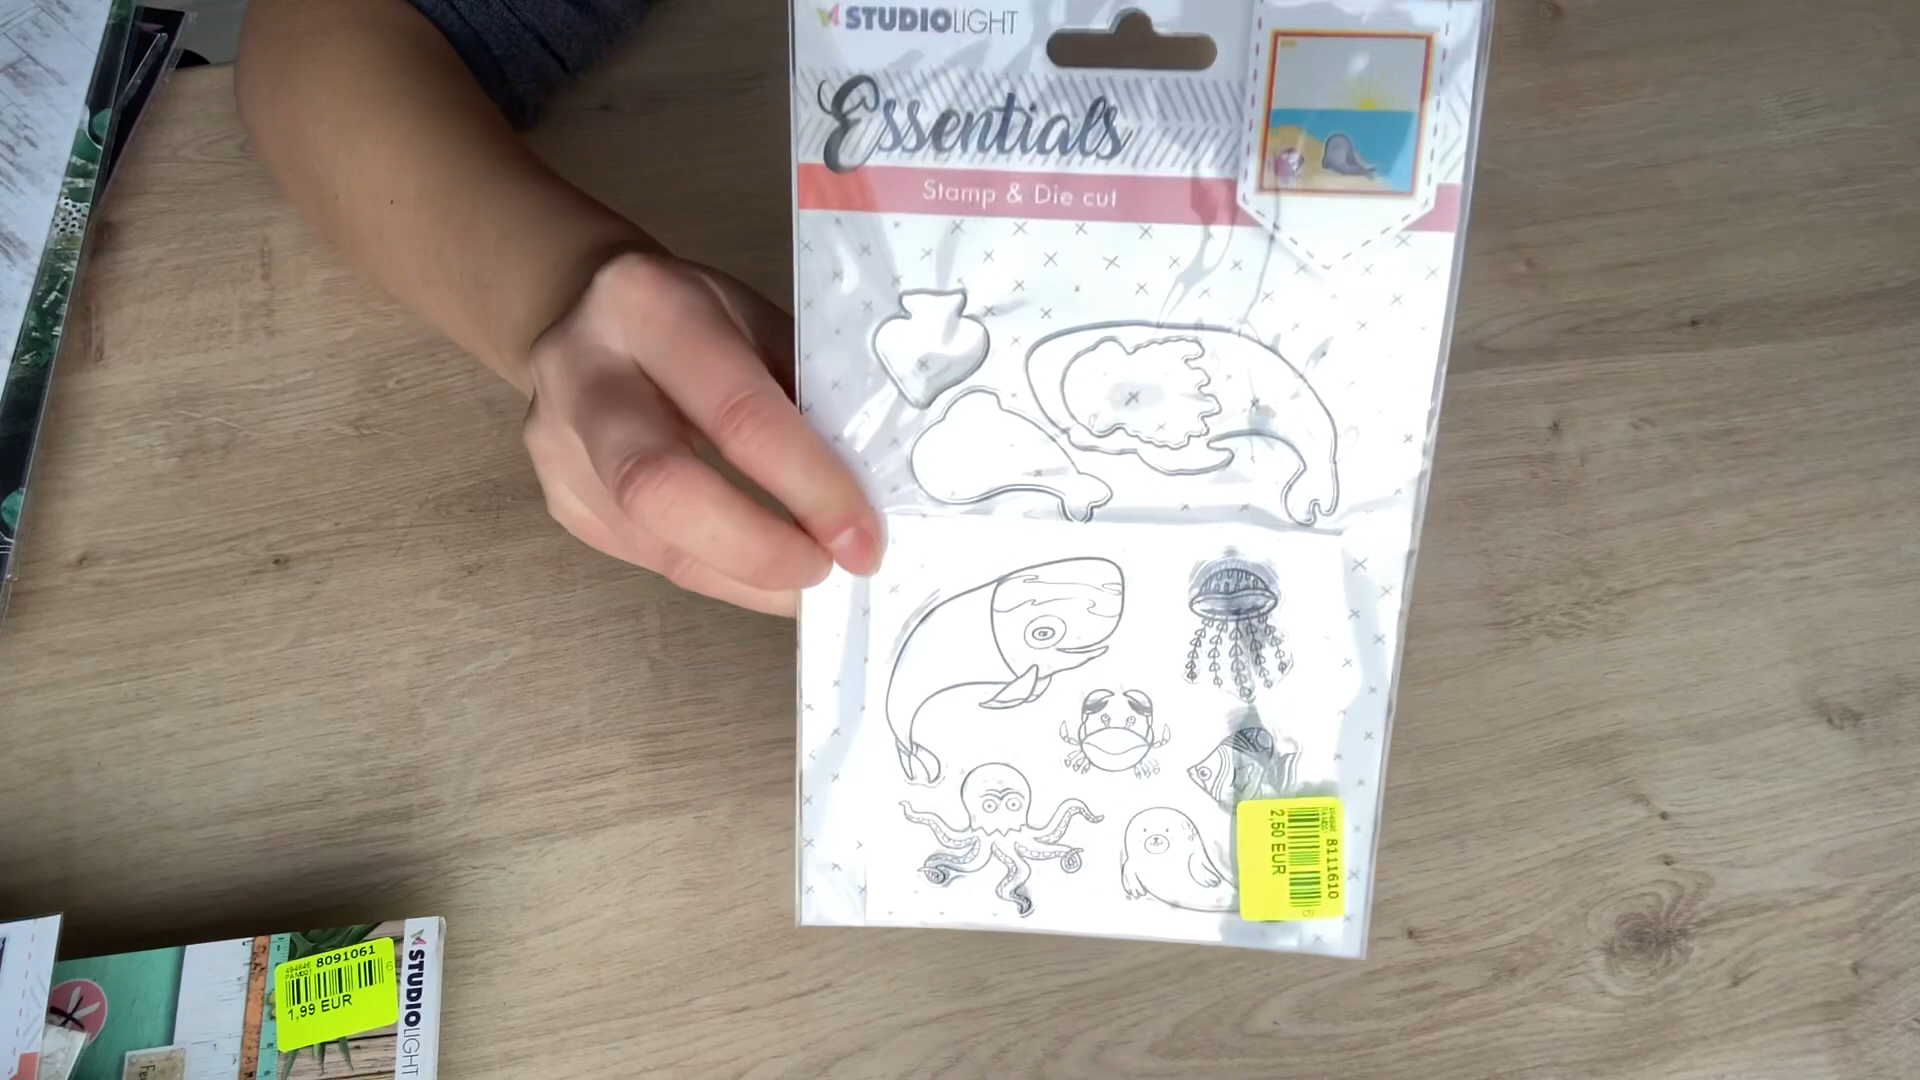 STUDIOLIGHT
Essentials
Stamp & Die cut
8111610
2,50 EUR
8091061
1,99 EUR
STUDIOLIGHT